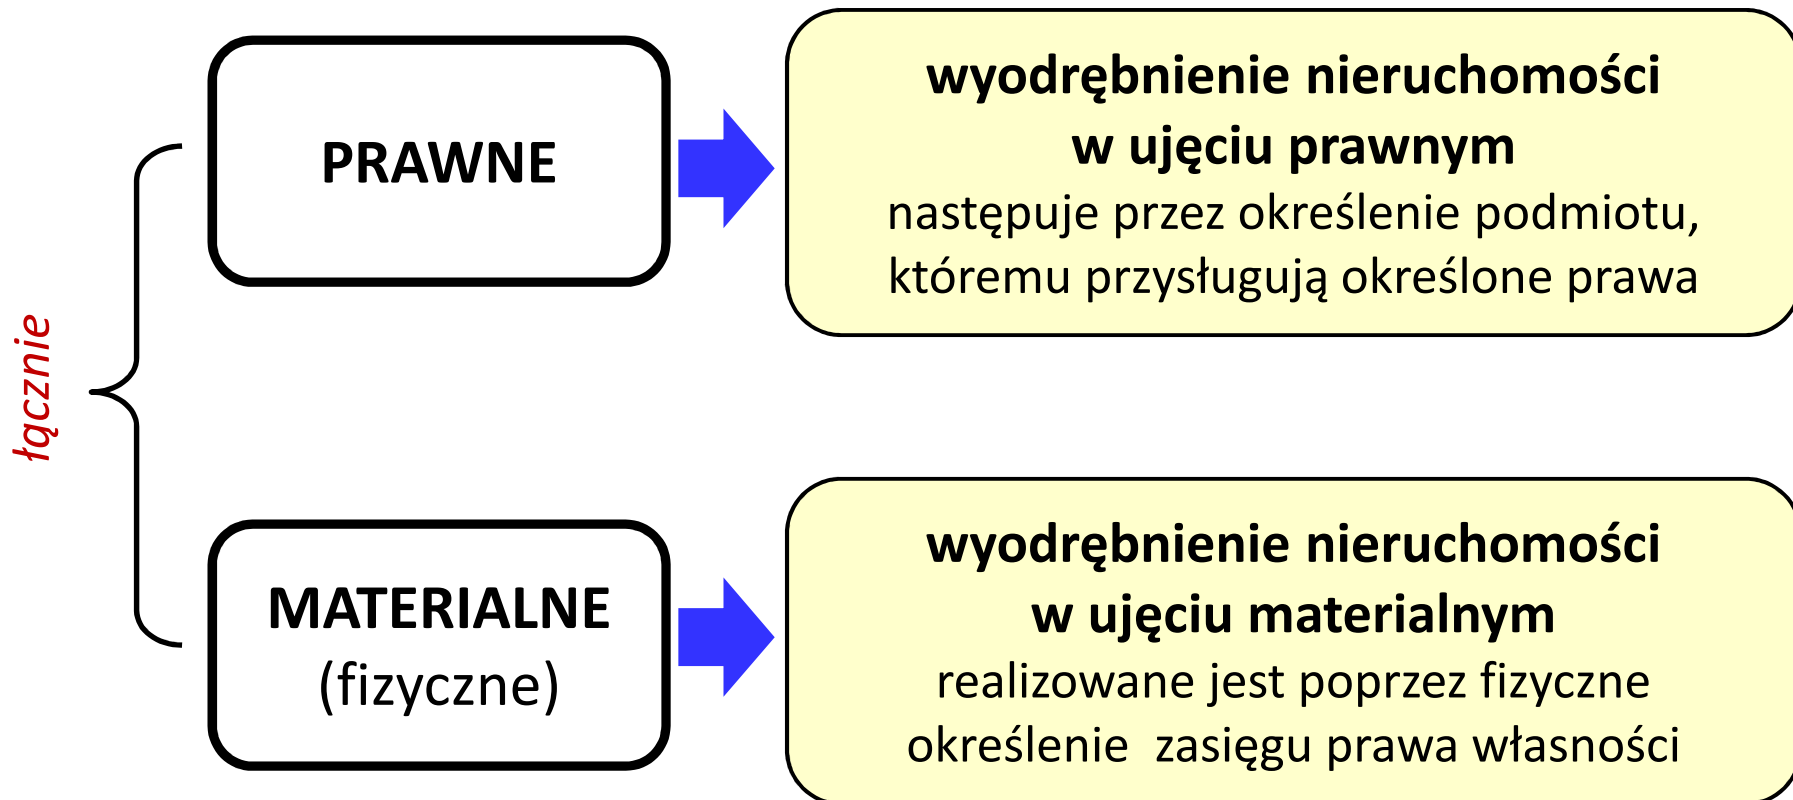 łącznie
PRAWNE
wyodrębnienie nieruchomości
w ujęciu prawnym
następuje przez określenie podmiotu,
któremu przysługują określone prawa
MATERIALNE
(fizyczne)
wyodrębnienie nieruchomości
w ujęciu materialnym
realizowane jest poprzez fizyczne
określenie zasięgu prawa własności